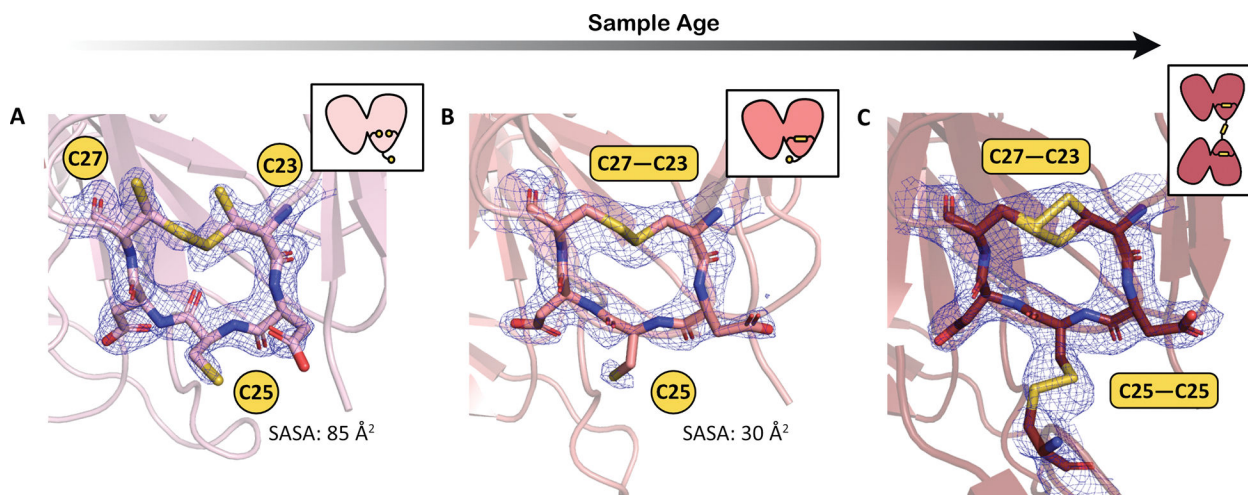 Sample Age
A
C27
C23
C25
SASA: 85 Å²
B
C27—C23
C25
SASA: 30 Å²
C
C27—C23
C25—C25